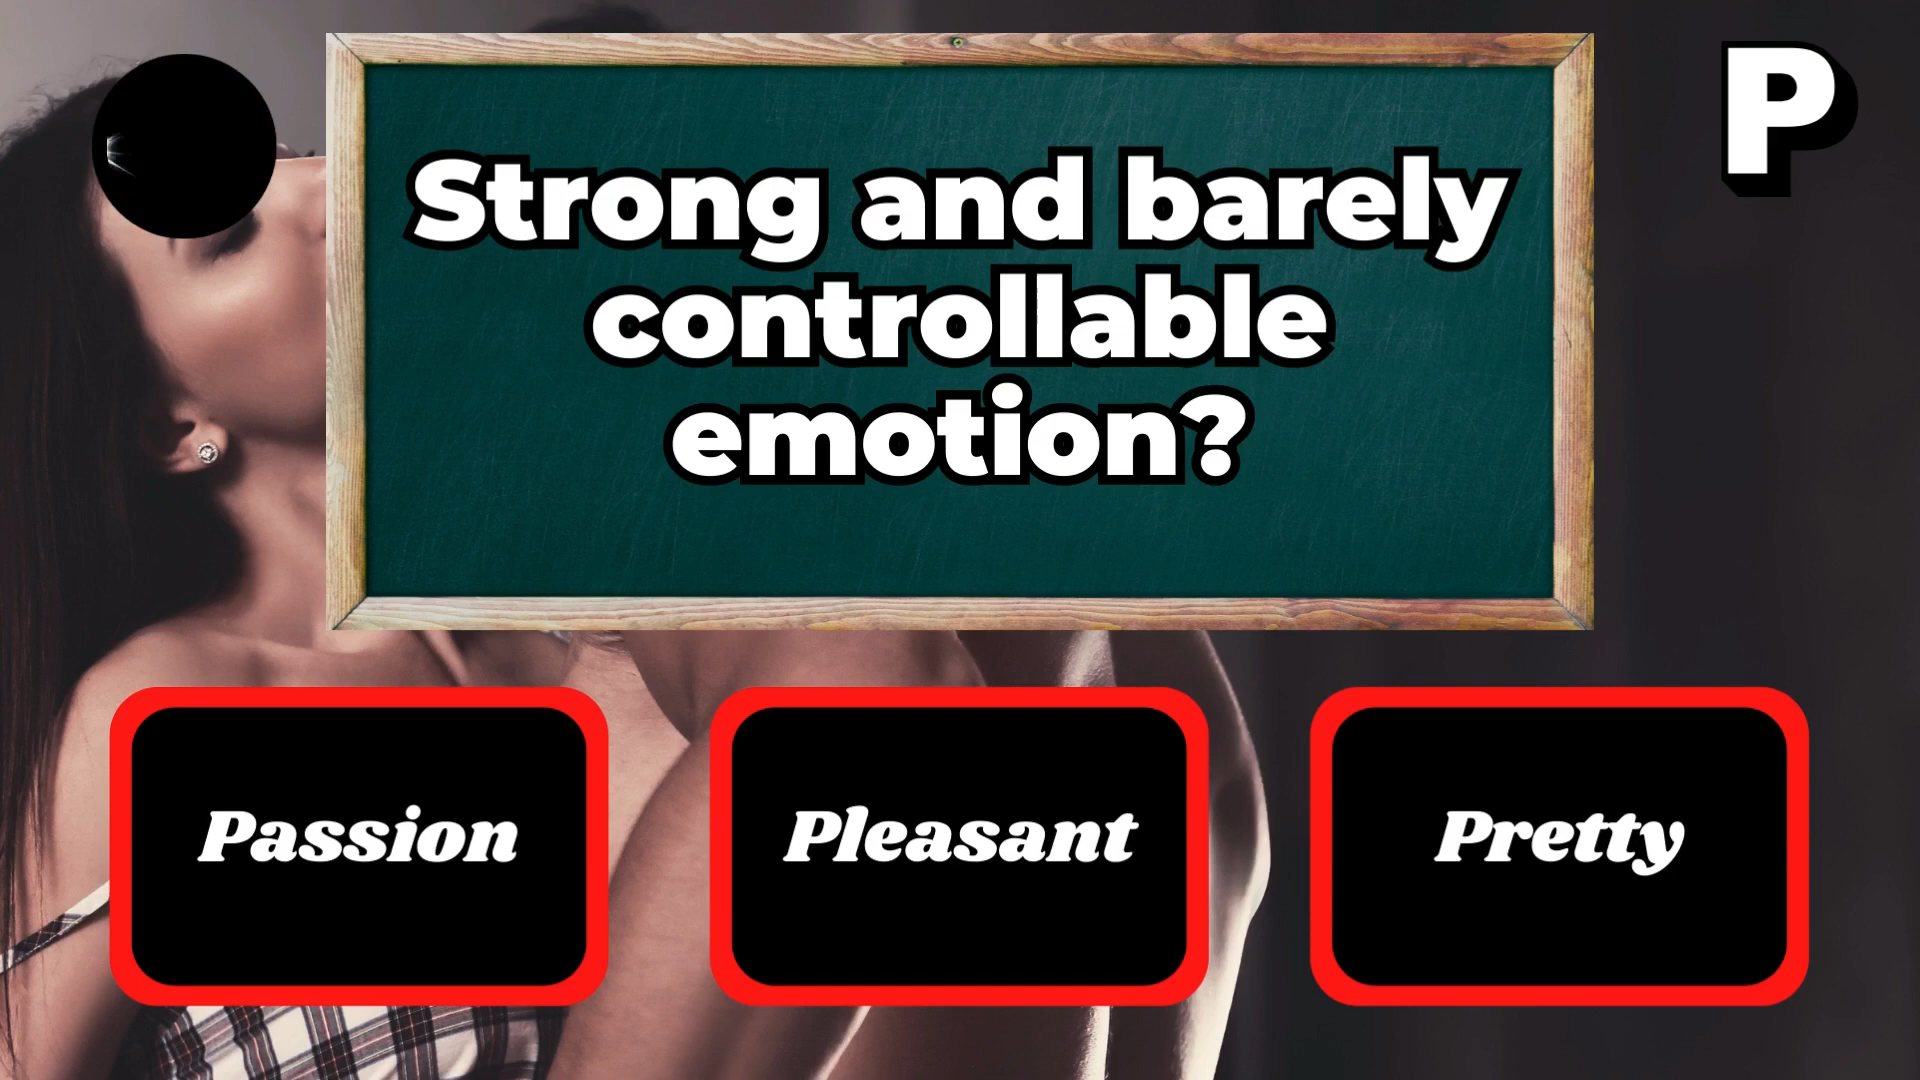 P
Strong and barely
controllable
emotion?
Passion
Pleasant
Pretty